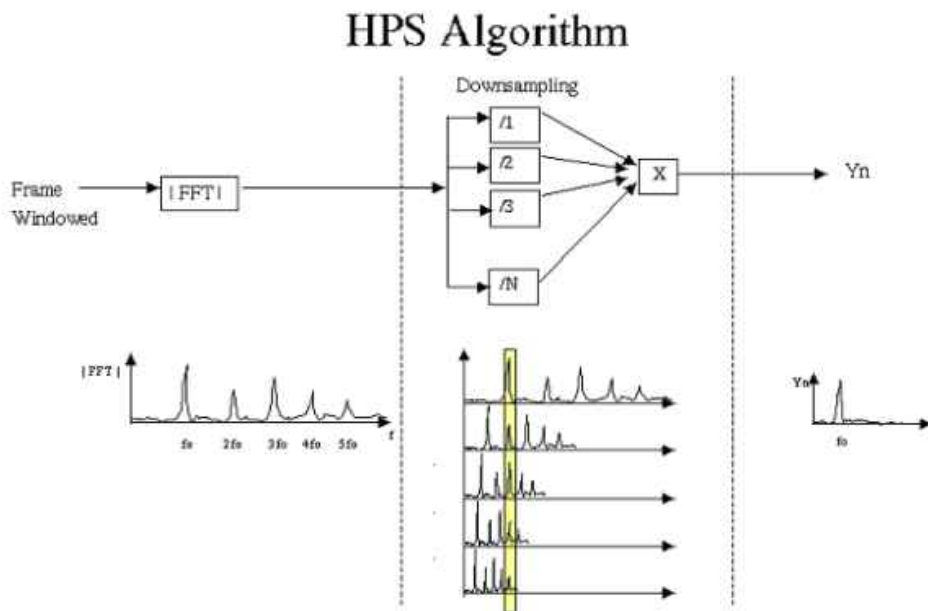 HPS Algorithm
Downsampling
/1
/2
/3
/N
X
Yn
Frame
Windowed
|FFT|
|FFT|
fo 2fo 3fo 4fo 5fo
f
Yn
fo